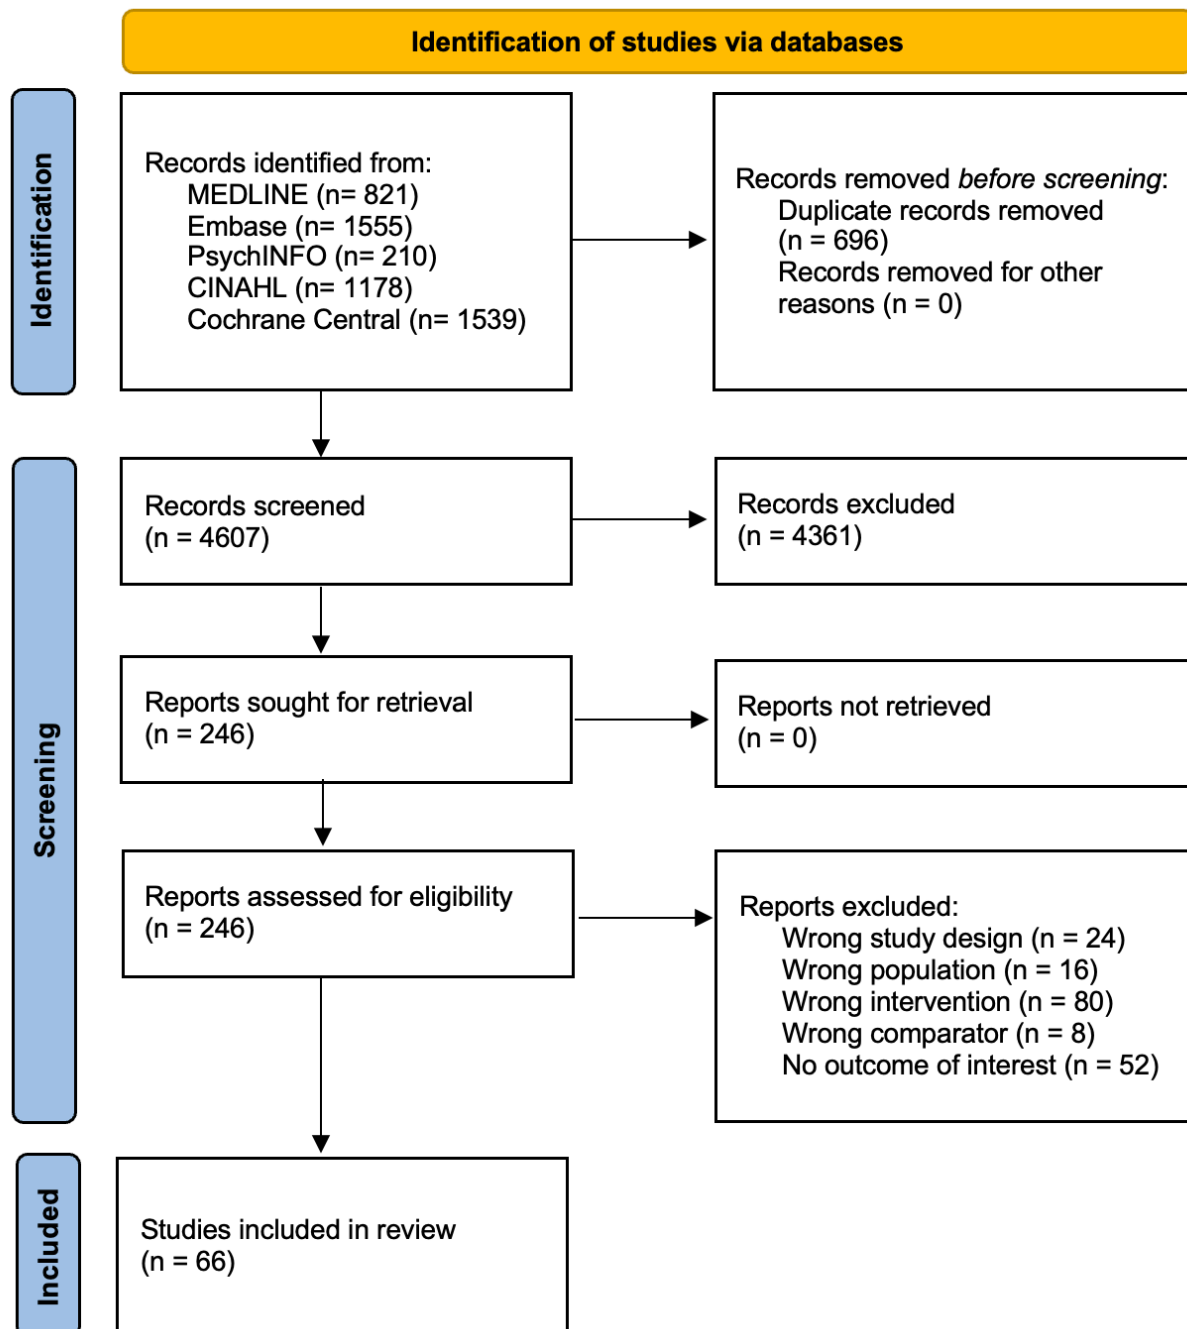 Identification of studies via databases
Identification
Records identified from:
MEDLINE (n= 821)
Embase (n= 1555)
PsychINFO (n= 210)
CINAHL (n= 1178)
Cochrane Central (n= 1539)
Records removed before screening:
Duplicate records removed
(n = 696)
Records removed for other
reasons (n = 0)
Screening
Records screened
(n = 4607)
Records excluded
(n = 4361)
Reports sought for retrieval
(n = 246)
Reports not retrieved
(n = 0)
Reports assessed for eligibility
(n = 246)
Reports excluded:
Wrong study design (n = 24)
Wrong population (n = 16)
Wrong intervention (n = 80)
Wrong comparator (n = 8)
No outcome of interest (n = 52)
Included
Studies included in review
(n = 66)